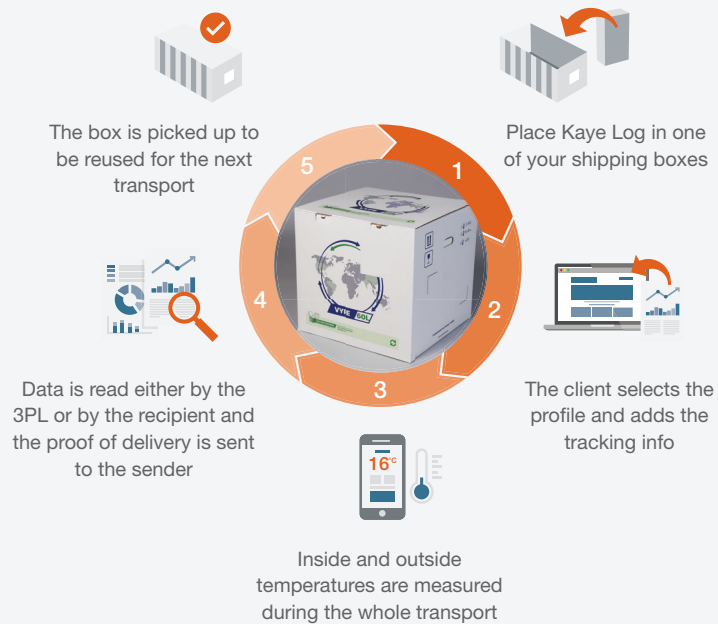 1
Place Kaye Log in one
of your shipping boxes
2
The client selects the
profile and adds the
tracking info
3
16°C
Inside and outside
temperatures are measured
during the whole transport
4
Data is read either by the
3PL or by the recipient and
the proof of delivery is sent
to the sender
5
The box is picked up to
be reused for the next
transport
VYPE 60L